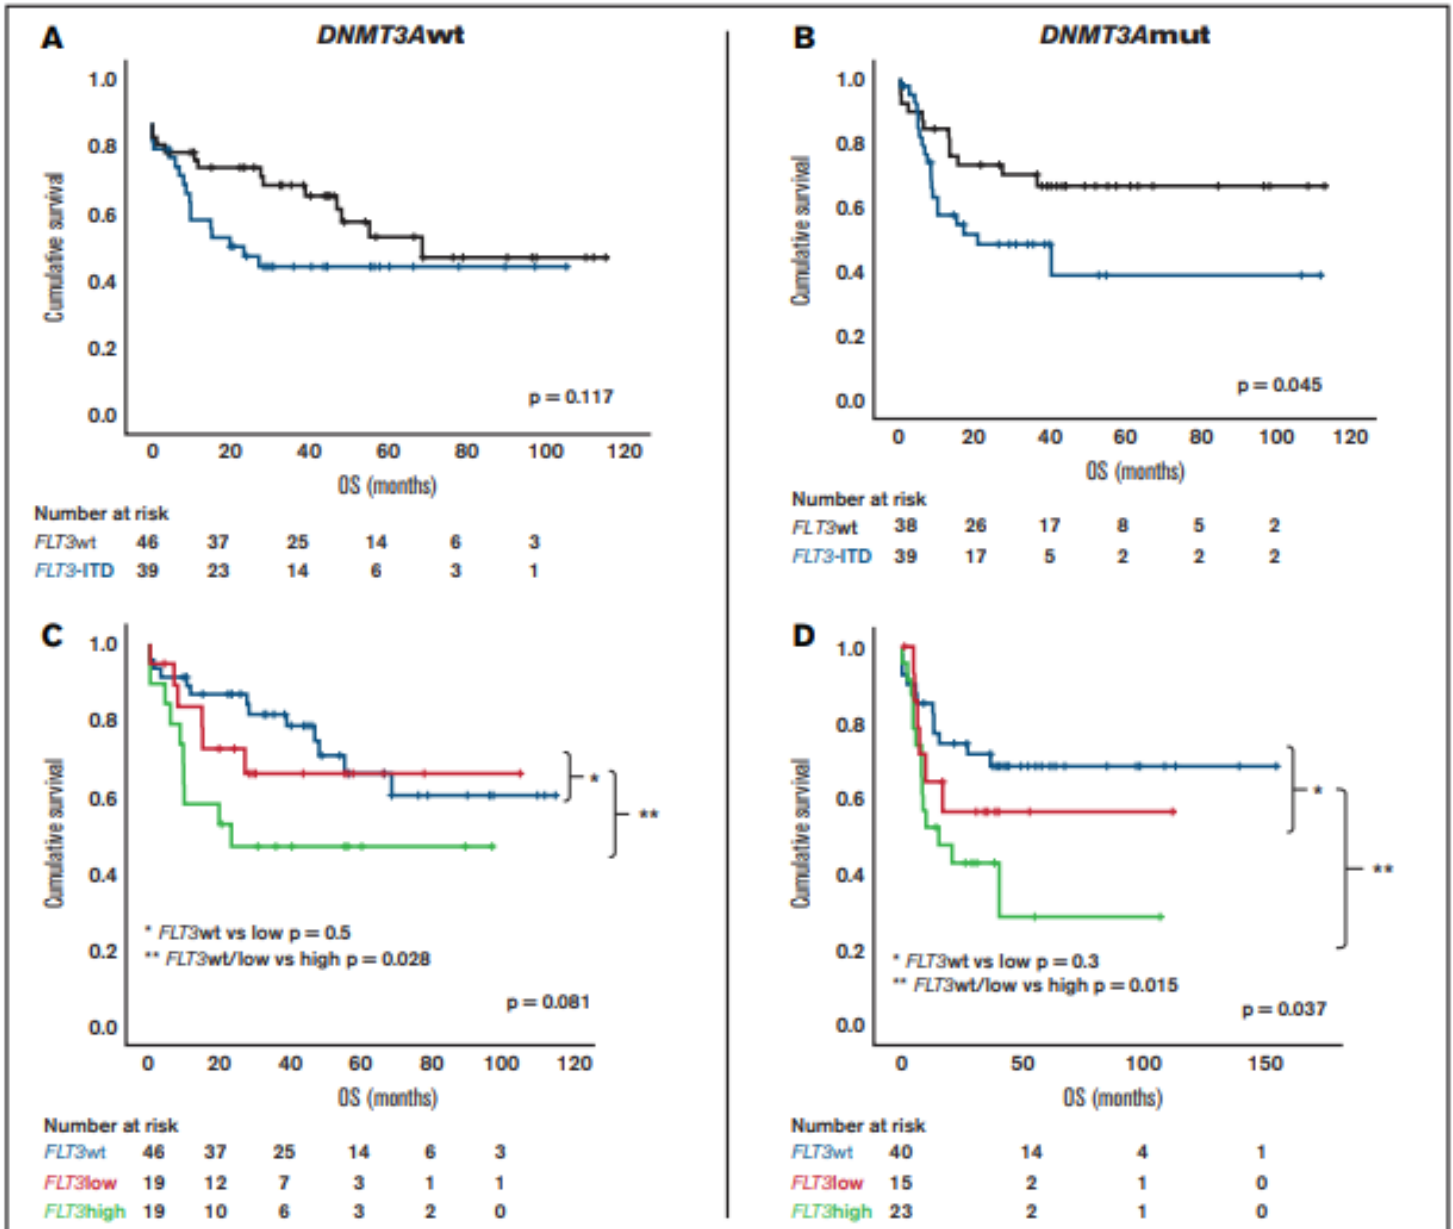 A
DNMT3Awt
1.0
0.8
0.6
0.4
0.2
0.0
Cumulative survival
p = 0.117
0 20 40 60 80 100 120
OS (months)
Number at risk
FLT3wt 46 37 25 14 6 3
FLT3-ITD 39 23 14 6 3 1
B
DNMT3Amut
1.0
0.8
0.6
0.4
0.2
0.0
Cumulative survival
p = 0.045
0 20 40 60 80 100 120
OS (months)
Number at risk
FLT3wt 38 26 17 8 5 2
FLT3-ITD 39 17 5 2 2 2
C
1.0
0.8
0.6
0.4
0.2
0.0
Cumulative survival
*
**
* FLT3wt vs low p = 0.5
** FLT3wt/low vs high p = 0.028
p = 0.081
0 20 40 60 80 100 120
OS (months)
Number at risk
FLT3wt 46 37 25 14 6 3
FLT3low 19 12 7 3 1 1
FLT3high 19 10 6 3 2 0
D
1.0
0.8
0.6
0.4
0.2
0.0
Cumulative survival
*
**
* FLT3wt vs low p = 0.3
** FLT3wt/low vs high p = 0.015
p = 0.037
0 50 100 150
OS (months)
Number at risk
FLT3wt 40 14 4 1
FLT3low 15 2 1 0
FLT3high 23 2 1 0